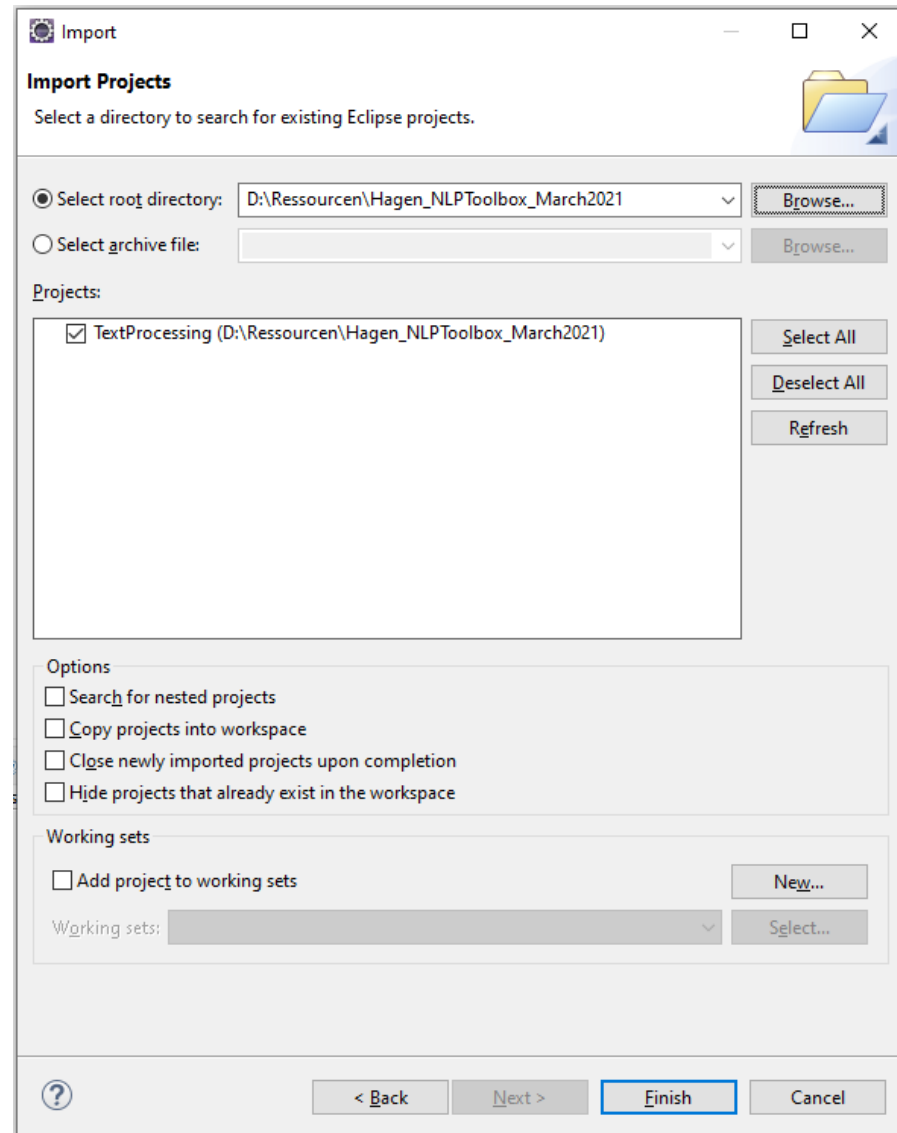 Import
Import Projects
Select a directory to search for existing Eclipse projects.
Select root directory: D:\Ressourcen\Hagen_NLPToolbox_March2021 Browse...
Select archive file: Browse...
Projects:
TextProcessing (D:\Ressourcen\Hagen_NLPToolbox_March2021)
Select All
Deselect All
Refresh
Options
Search for nested projects
Copy projects into workspace
Close newly imported projects upon completion
Hide projects that already exist in the workspace
Working sets
Add project to working sets New...
Working sets: Select...
? < Back Next > Finish Cancel